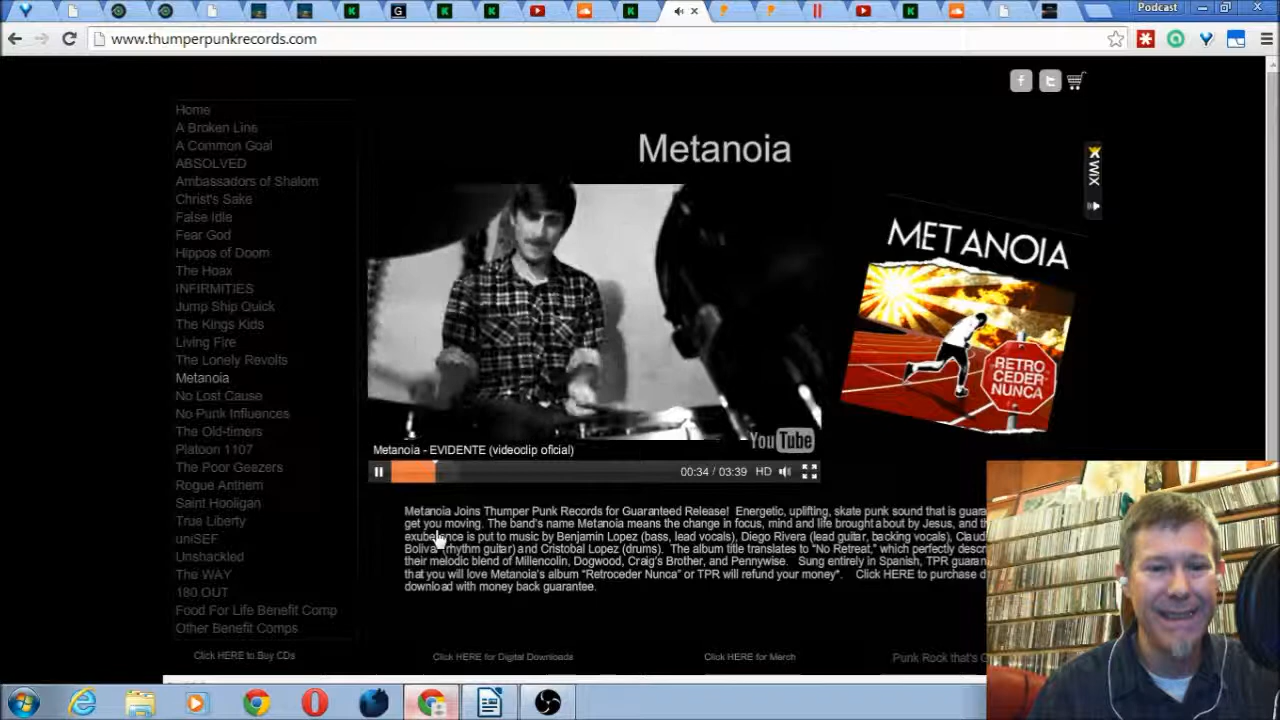 Podcast
www.thumperpunkrecords.com
Home
A Broken Line
A Common Goal
ABSOLVED
Ambassadors of Shalom
Christ's Sake
False Idle
Fear God
Hippos of Doom
The Hoax
INFIRMITIES
Jump Ship Quick
The Kings Kids
Living Fire
The Lonely Revolts
Metanoia
No Lost Cause
No Punk Influences
The Old-timers
Platoon 1107
The Poor Geezers
Rogue Anthem
Saint Hooligan
True Liberty
uniSEF
Unshackled
The WAY
180 OUT
Food For Life Benefit Comp
Other Benefit Comps
Click HERE to Buy CDs
Metanoia
WIX
METANOIA
RETRO
CEDER
NUNCA
YouTube
Metanoia - EVIDENTE (videoclip oficial)
00:34 / 03:39 HD
Metanoia Joins Thumper Punk Records for Guaranteed Release! Energetic, uplifting, skate punk sound that is guara
get you moving. The band's name Metanoia means the change in focus, mind and life brought about by Jesus, and th
exuberance is put to music by Benjamin Lopez (bass, lead vocals), Diego Rivera (lead guitar, backing vocals), Claud
Boliva (rhythm guitar) and Cristobal Lopez (drums). The album title translates to "No Retreat," which perfectly descr
their melodic blend of Millencolin, Dogwood, Craig's Brother, and Pennywise. Sung entirely in Spanish, TPR guaran
that you will love Metanoia's album "Retroceder Nunca" or TPR will refund your money*. Click HERE to purchase d
download with money back guarantee.
Click HERE for Digital Downloads
Click HERE for Merch
Punk Rock that's G